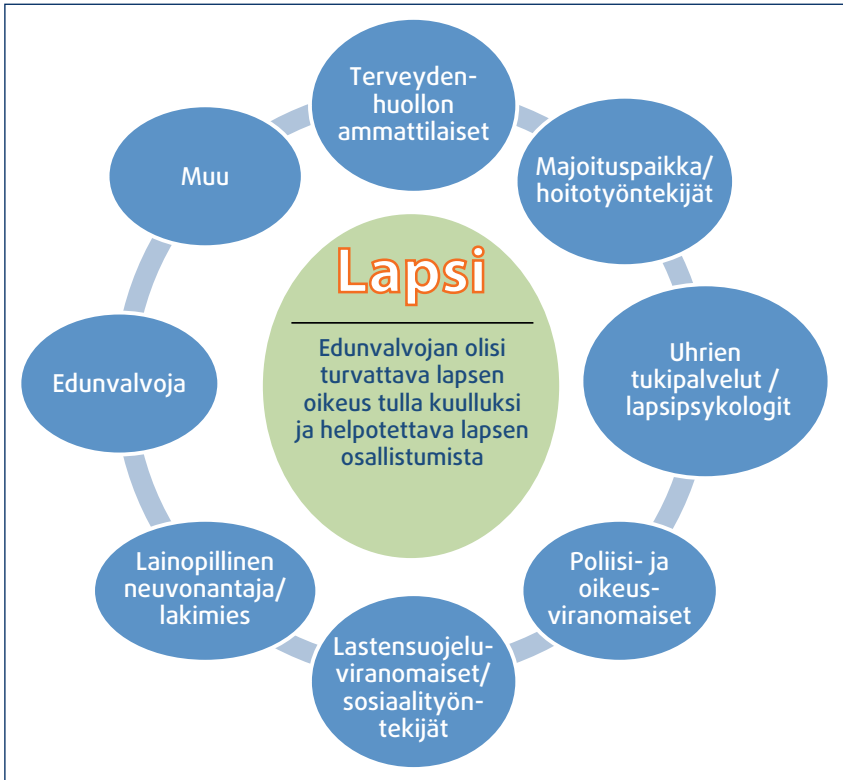 Terveyden-
huollon
ammattilaiset
Majoituspaikka/
hoitotyöntekijät
Muu
Lapsi
Edunvalvojan olisi
turvattava lapsen
oikeus tulla kuulluksi
ja helpotettava lapsen
osallistumista
Uhrien
tukipalvelut /
lapsipsykologit
Edunvalvoja
Poliisi- ja
oikeus-
viranomaiset
Lainopillinen
neuvonantaja/
lakimies
Lastensuojelu-
viranomaiset/
sosiaalityön-
tekijät